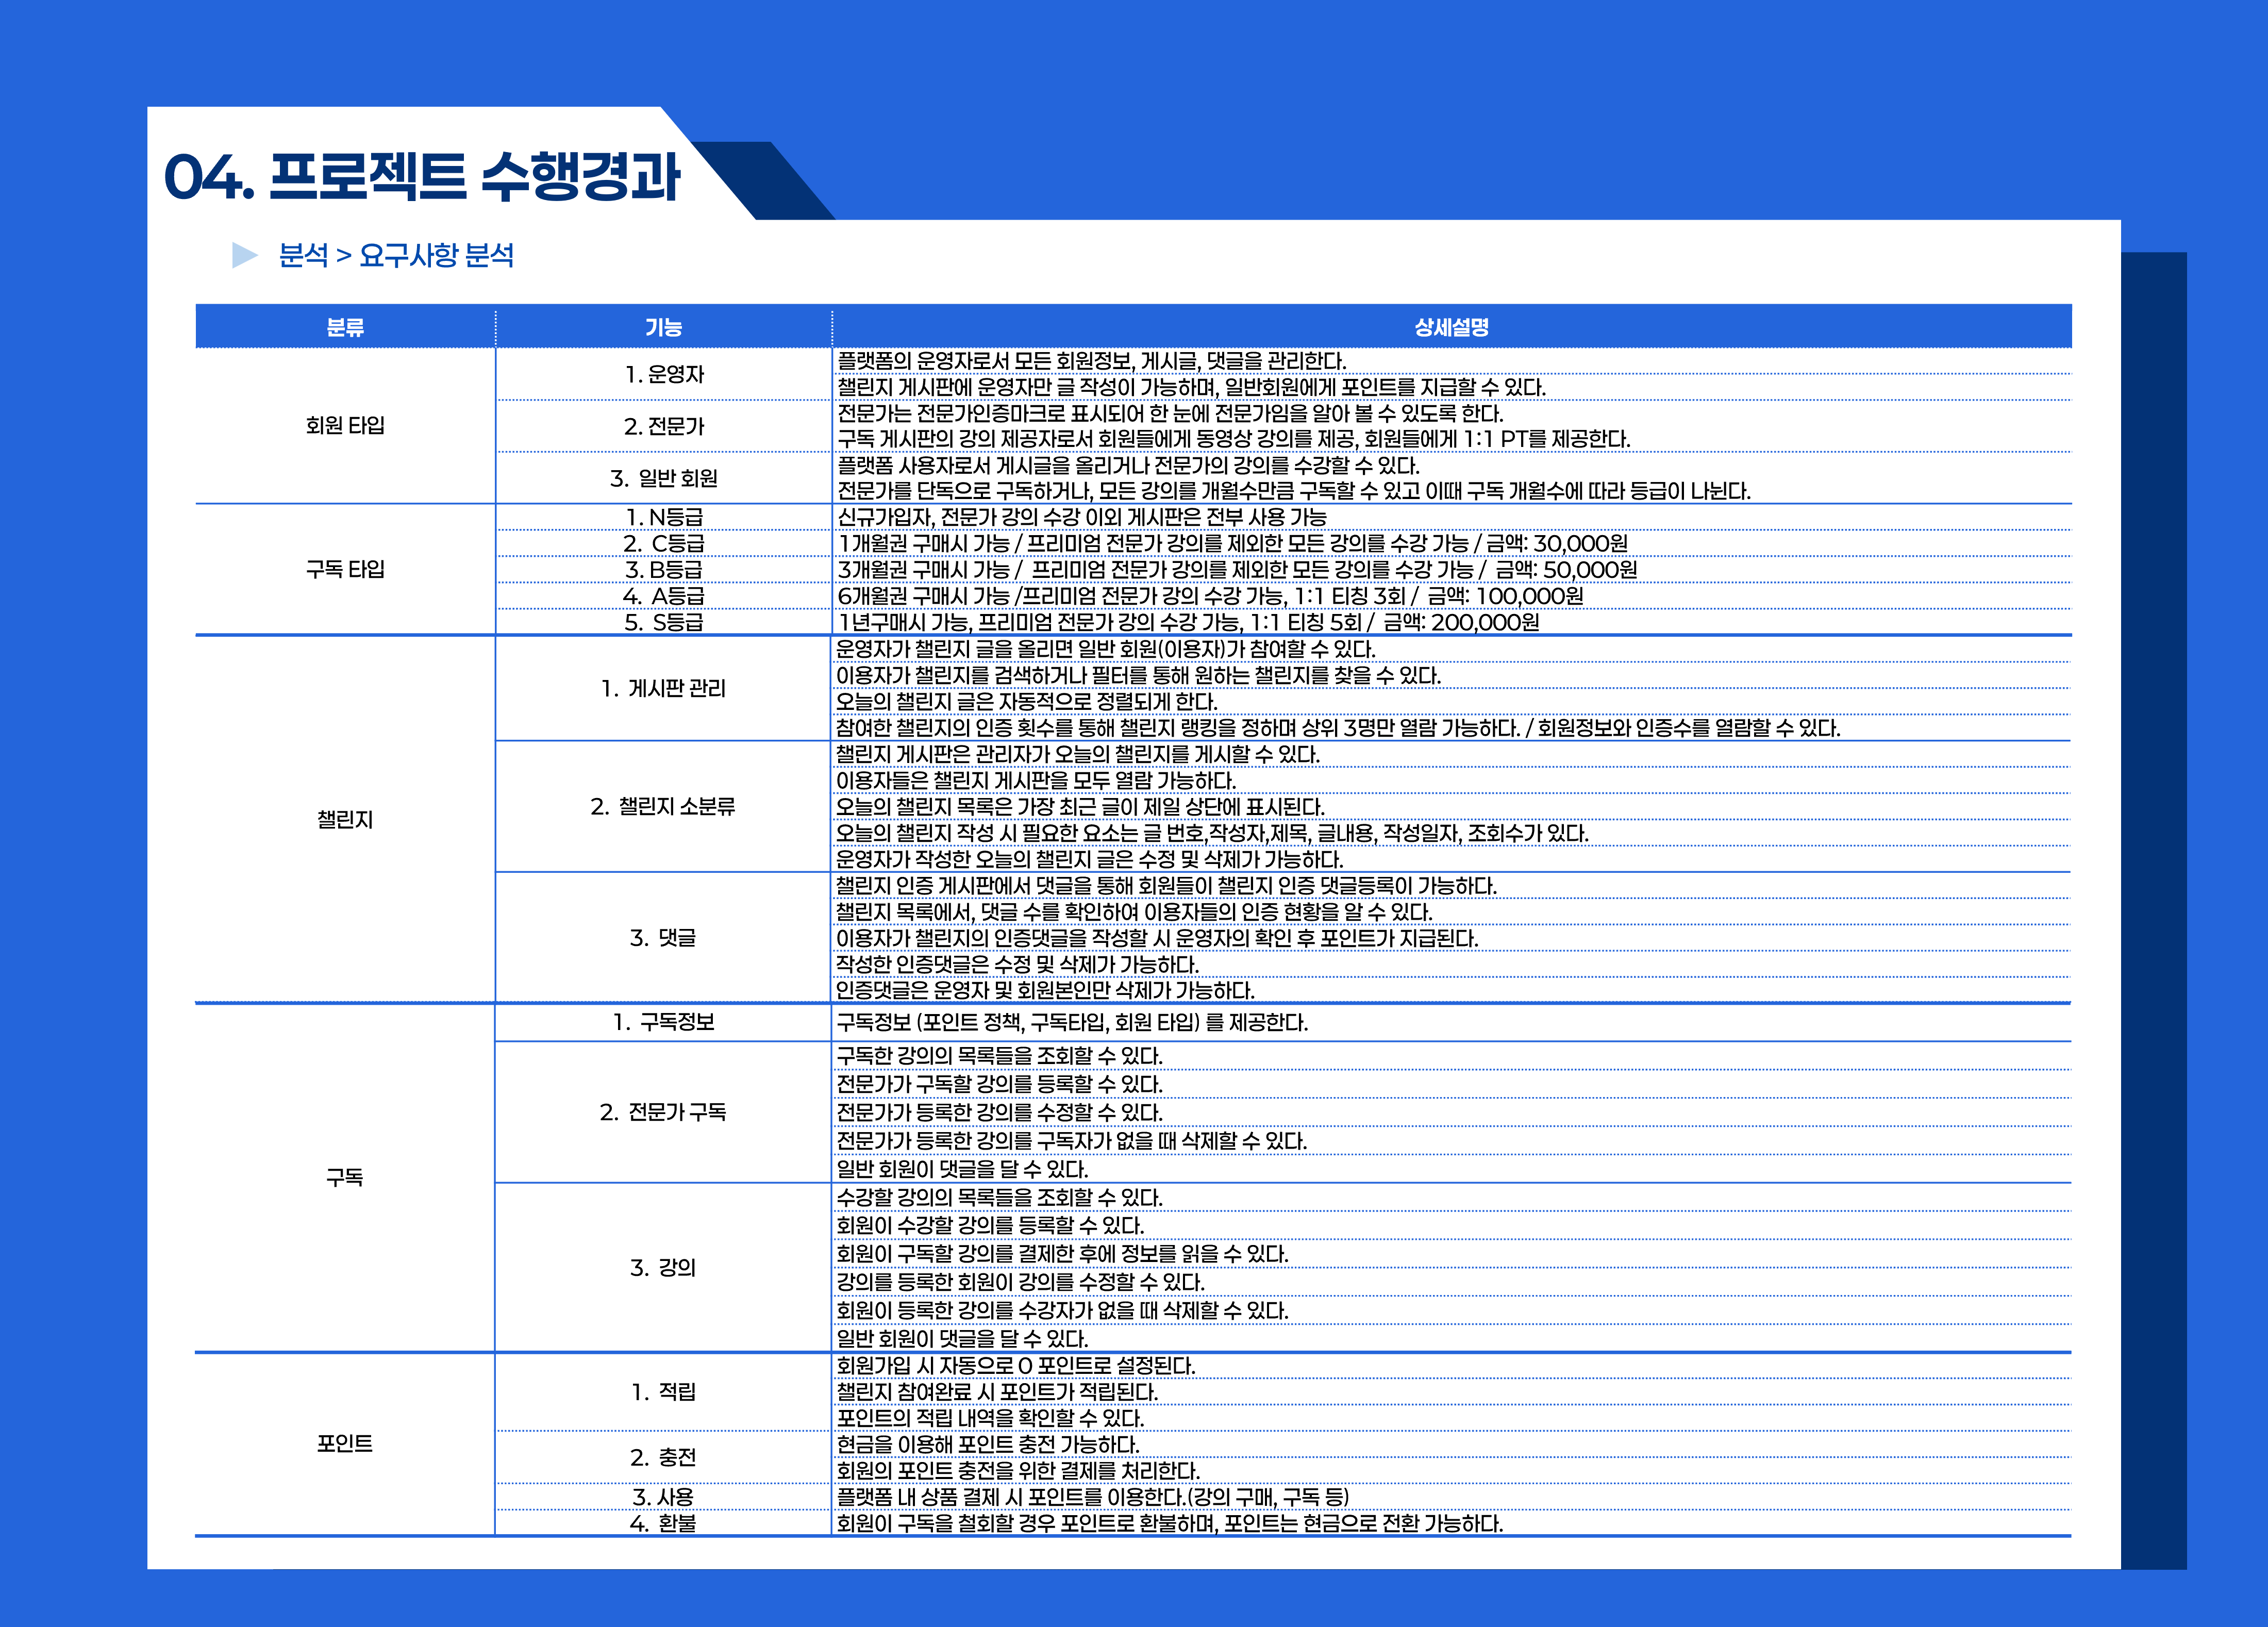 04. 프로젝트 수행경과
분석 > 요구사항 분석
분류 기능 상세설명
회원 타입
1. 운영자
플랫폼의 운영자로서 모든 회원정보, 게시글, 댓글을 관리한다.
챌린지 게시판에 운영자만 글 작성이 가능하며, 일반회원에게 포인트를 지급할 수 있다.
2. 전문가
전문가는 전문가인증마크로 표시되어 한 눈에 전문가임을 알아 볼 수 있도록 한다.
구독 게시판의 강의 제공자로서 회원들에게 동영상 강의를 제공, 회원들에게 1:1 PT를 제공한다.
3. 일반 회원
플랫폼 사용자로서 게시글을 올리거나 전문가의 강의를 수강할 수 있다.
전문가를 단독으로 구독하거나, 모든 강의를 개월수만큼 구독할 수 있고 이때 구독 개월수에 따라 등급이 나뉜다.
구독 타입
1. N등급
신규가입자, 전문가 강의 수강 이외 게시판은 전부 사용 가능
2. C등급
1개월권 구매시 가능 / 프리미엄 전문가 강의를 제외한 모든 강의를 수강 가능 / 금액: 30,000원
3. B등급
3개월권 구매시 가능 / 프리미엄 전문가 강의를 제외한 모든 강의를 수강 가능 / 금액: 50,000원
4. A등급
6개월권 구매시 가능 /프리미엄 전문가 강의 수강 가능, 1:1 티칭 3회 / 금액: 100,000원
5. S등급
1년구매시 가능, 프리미엄 전문가 강의 수강 가능, 1:1 티칭 5회 / 금액: 200,000원
챌린지
1. 게시판 관리
운영자가 챌린지 글을 올리면 일반 회원(이용자)가 참여할 수 있다.
이용자가 챌린지를 검색하거나 필터를 통해 원하는 챌린지를 찾을 수 있다.
오늘의 챌린지 글은 자동적으로 정렬되게 한다.
참여한 챌린지의 인증 횟수를 통해 챌린지 랭킹을 정하며 상위 3명만 열람 가능하다. / 회원정보와 인증수를 열람할 수 있다.
2. 챌린지 소분류
챌린지 게시판은 관리자가 오늘의 챌린지를 게시할 수 있다.
이용자들은 챌린지 게시판을 모두 열람 가능하다.
오늘의 챌린지 목록은 가장 최근 글이 제일 상단에 표시된다.
오늘의 챌린지 작성 시 필요한 요소는 글 번호,작성자,제목, 글내용, 작성일자, 조회수가 있다.
운영자가 작성한 오늘의 챌린지 글은 수정 및 삭제가 가능하다.
3. 댓글
챌린지 인증 게시판에서 댓글을 통해 회원들이 챌린지 인증 댓글등록이 가능하다.
챌린지 목록에서, 댓글 수를 확인하여 이용자들의 인증 현황을 알 수 있다.
이용자가 챌린지의 인증댓글을 작성할 시 운영자의 확인 후 포인트가 지급된다.
작성한 인증댓글은 수정 및 삭제가 가능하다.
인증댓글은 운영자 및 회원본인만 삭제가 가능하다.
구독
1. 구독정보
구독정보 (포인트 정책, 구독타입, 회원 타입) 를 제공한다.
2. 전문가 구독
구독한 강의의 목록들을 조회할 수 있다.
전문가가 구독할 강의를 등록할 수 있다.
전문가가 등록한 강의를 수정할 수 있다.
전문가가 등록한 강의를 구독자가 없을 때 삭제할 수 있다.
일반 회원이 댓글을 달 수 있다.
3. 강의
수강할 강의의 목록들을 조회할 수 있다.
회원이 수강할 강의를 등록할 수 있다.
회원이 구독할 강의를 결제한 후에 정보를 읽을 수 있다.
강의를 등록한 회원이 강의를 수정할 수 있다.
회원이 등록한 강의를 수강자가 없을 때 삭제할 수 있다.
일반 회원이 댓글을 달 수 있다.
포인트
1. 적립
회원가입 시 자동으로 0 포인트로 설정된다.
챌린지 참여완료 시 포인트가 적립된다.
포인트의 적립 내역을 확인할 수 있다.
2. 충전
현금을 이용해 포인트 충전 가능하다.
회원의 포인트 충전을 위한 결제를 처리한다.
3. 사용
플랫폼 내 상품 결제 시 포인트를 이용한다.(강의 구매, 구독 등)
4. 환불
회원이 구독을 철회할 경우 포인트로 환불하며, 포인트는 현금으로 전환 가능하다.